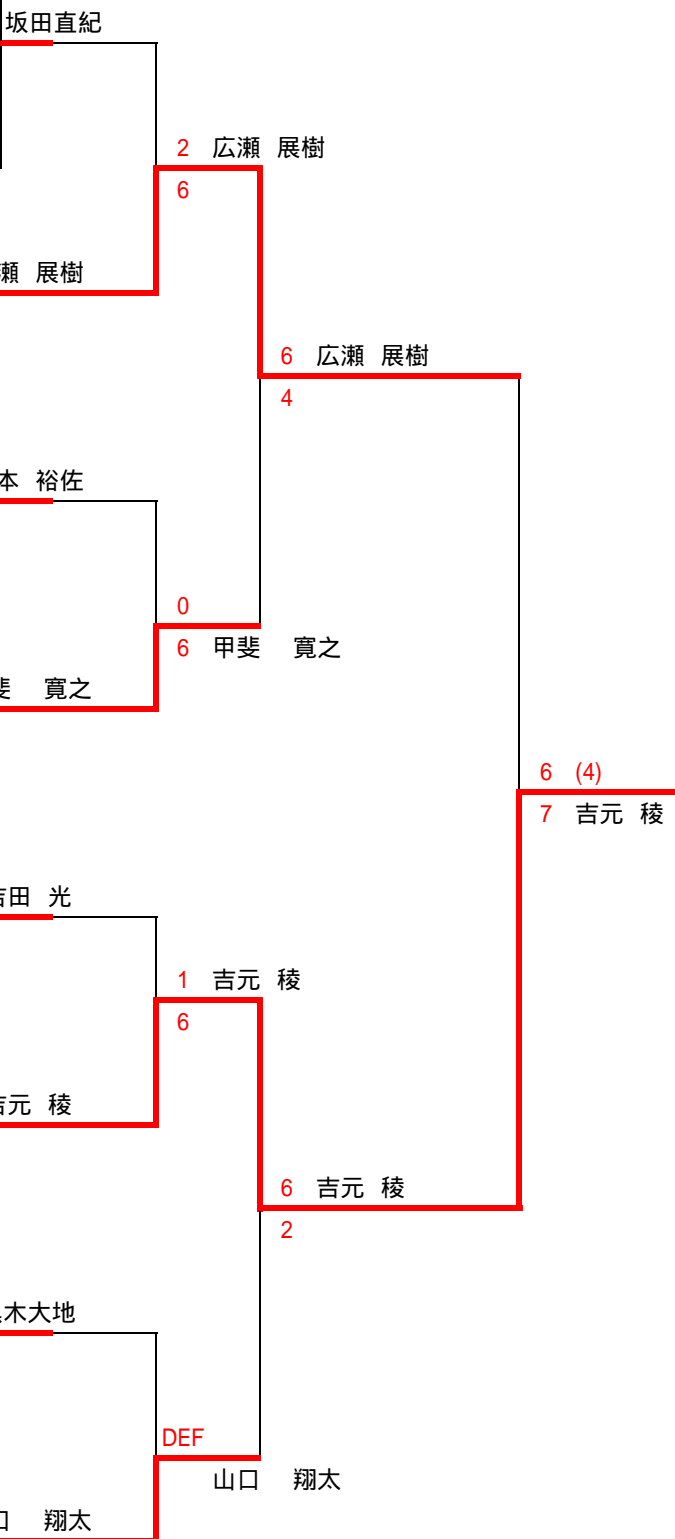 坂田直紀
2 広瀬 展樹
6
瀬 展樹
6 広瀬 展樹
4
本 裕佐
0
6 甲斐 寛之
斐 寛之
6 (4)
7 吉元 稜
田 光
1 吉元 稜
6
元 稜
6 吉元 稜
2
木大地
DEF
山口 翔太
口 翔太